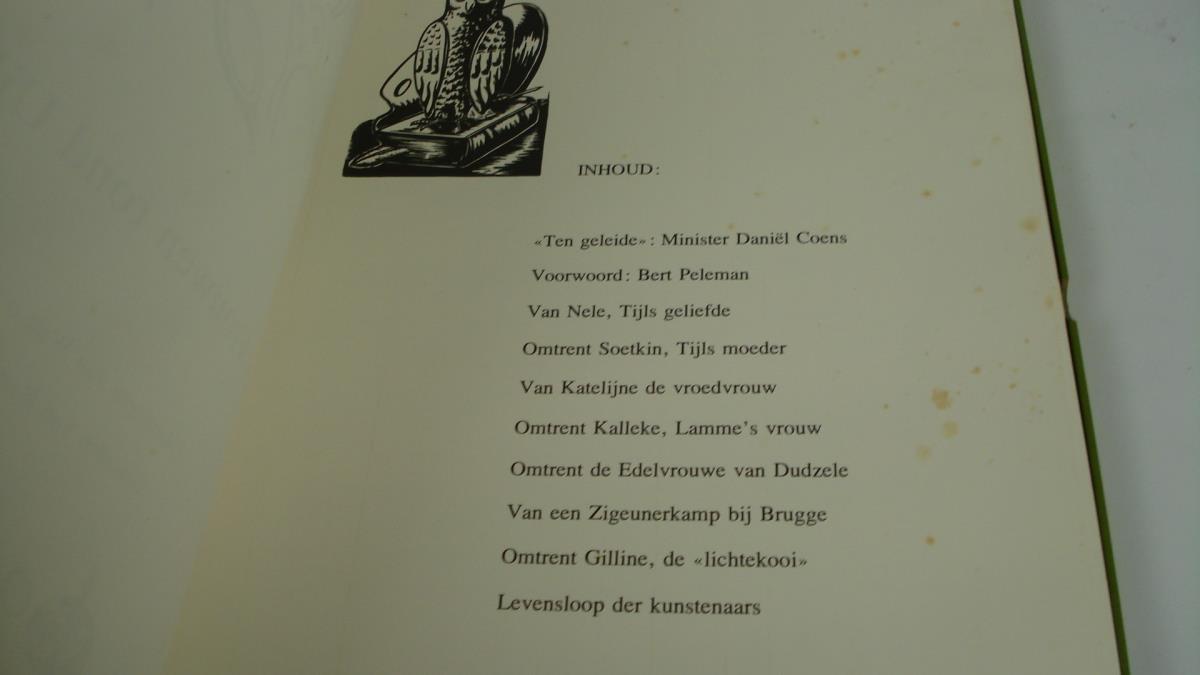 INHOUD:
«Ten geleide»: Minister Daniël Coens
Voorwoord: Bert Peleman
Van Nele, Tijls geliefde
Omtrent Soetkin, Tijls moeder
Van Katelijne de vroedvrouw
Omtrent Kalleke, Lamme's vrouw
Omtrent de Edelvrouwe van Dudzele
Van een Zigeunerkamp bij Brugge
Omtrent Gilline, de «lichtekooi»
Levensloop der kunstenaars